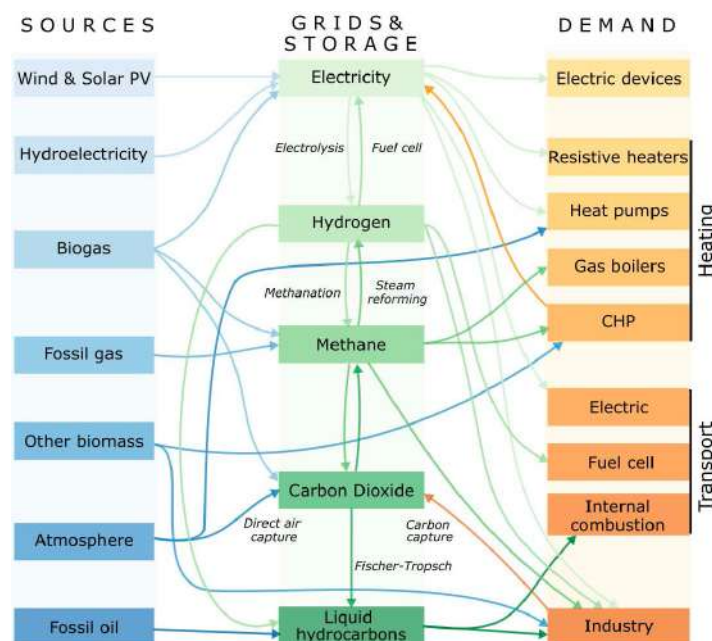 SOURCES
GRIDS&
STORAGE
DEMAND
Wind & Solar PV
Electricity
Electric devices
Hydroelectricity
Electrolysis
Fuel cell
Resistive heaters
Hydrogen
Heat pumps
Heating
Biogas
Gas boilers
Methanation
Steam
reforming
CHP
Fossil gas
Methane
Electric
Transport
Other biomass
Fuel cell
Carbon Dioxide
Internal
combustion
Atmosphere
Direct air
capture
Carbon
capture
Fischer-Tropsch
Fossil oil
Liquid
hydrocarbons
Industry